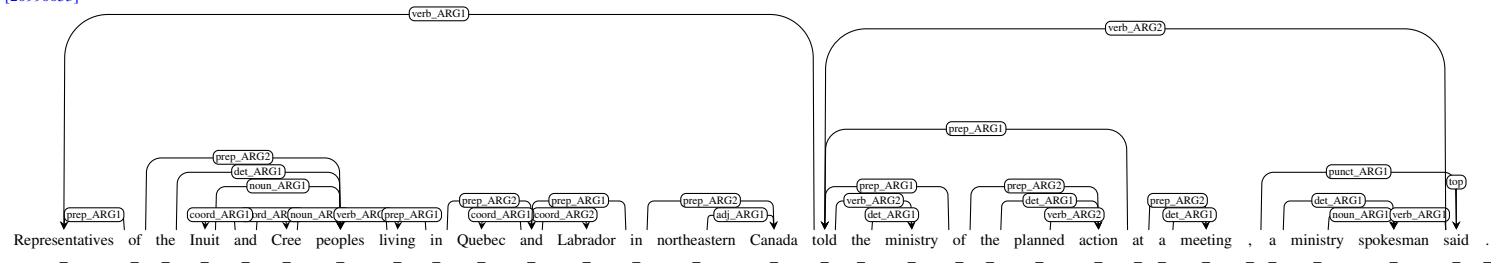 verb_ARG1
verb_ARG2
prep_ARG1
prep_ARG2
det_ARG1 punct_ARG1
top
noun_ARG1 prep_ARG1 prep_ARG2
prep_ARG2 prep_ARG1 prep_ARG2 verb_ARG2 det_ARG1 prep_ARG2 det_ARG1
prep_ARG1 coord_ARG1 noun_AR verb_ARG prep_ARG1 coord_ARG1 coord_ARG2 adj_ARG1 det_ARG1 verb_ARG2 det_ARG1 noun_ARG1 verb_ARG1
Representatives of the Inuit and Cree peoples living in Quebec and Labrador in northeastern Canada told the ministry of the planned action at a meeting , a ministry spokesman said .